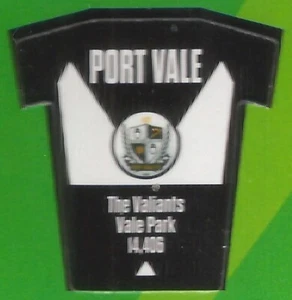 PORT VALE
The Valiants
Vale Park
14,406